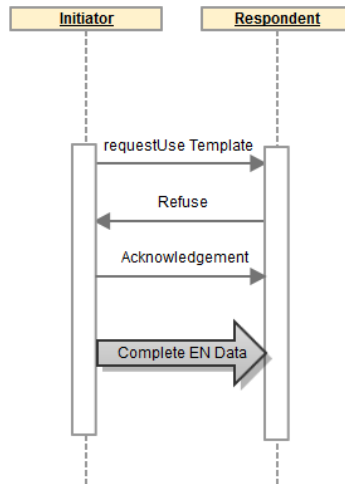 Initiator
Respondent
requestUse Template
Refuse
Acknowledgement
Complete EN Data